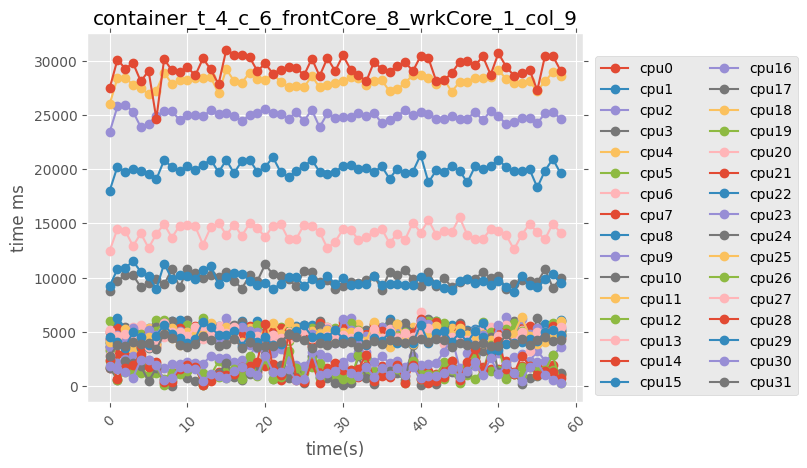 container_t_4_c_6_frontCore_8_wrkCore_1_col_9
time ms
30000
25000
20000
15000
10000
5000
0
0
10
20
30
40
50
60
time(s)
cpu0
cpu1
cpu2
cpu3
cpu4
cpu5
cpu6
cpu7
cpu8
cpu9
cpu10
cpu11
cpu12
cpu13
cpu14
cpu15
cpu16
cpu17
cpu18
cpu19
cpu20
cpu21
cpu22
cpu23
cpu24
cpu25
cpu26
cpu27
cpu28
cpu29
cpu30
cpu31